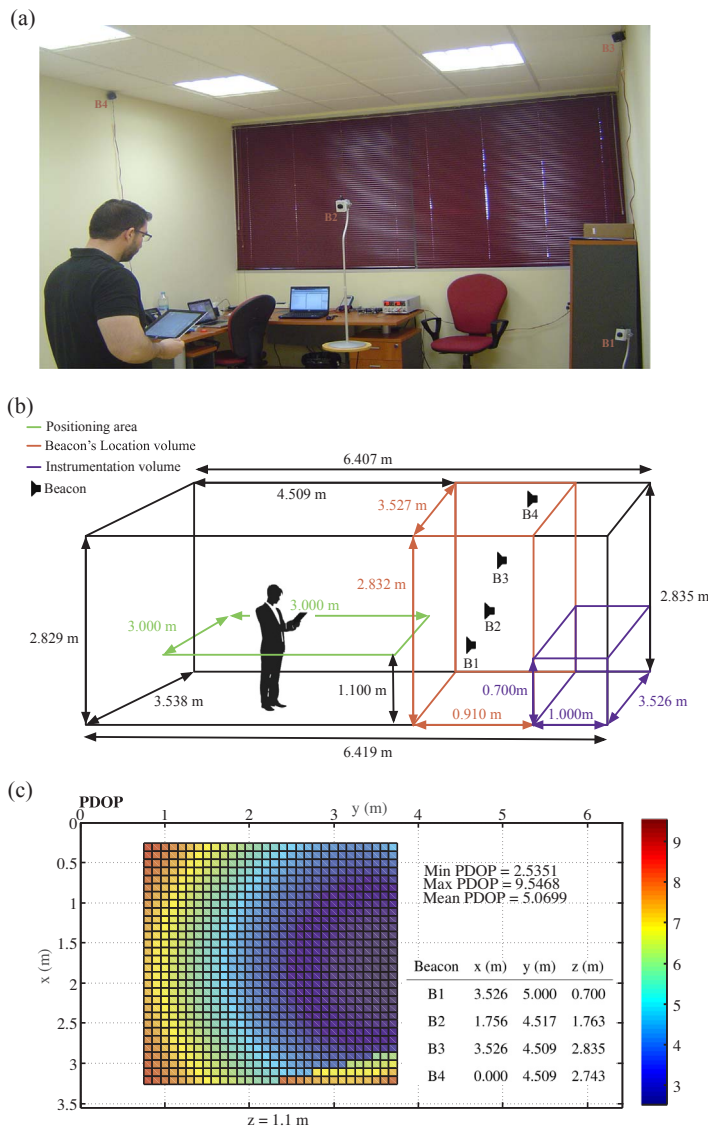 (a)
B3
B4
B2
B1
(b)
Positioning area
Beacon's Location volume
Instrumentation volume
Beacon
6.407 m
4.509 m
3.527 m
B4
B3
2.832 m
2.835 m
3.000 m
3.000 m
B2
2.829 m
B1
3.538 m
1.100 m
0.700m
3.526 m
0.910 m
1.000m
6.419 m
(c)
PDOP
y (m)
0 1 2 3 4 5 6
0
0.5
1
1.5
2
2.5
3
3.5
x (m)
z = 1.1 m
Min PDOP = 2.5351
Max PDOP = 9.5468
Mean PDOP = 5.0699
Beacon x (m) y (m) z (m)
B1 3.526 5.000 0.700
B2 1.756 4.517 1.763
B3 3.526 4.509 2.835
B4 0.000 4.509 2.743
9
8
7
6
5
4
3